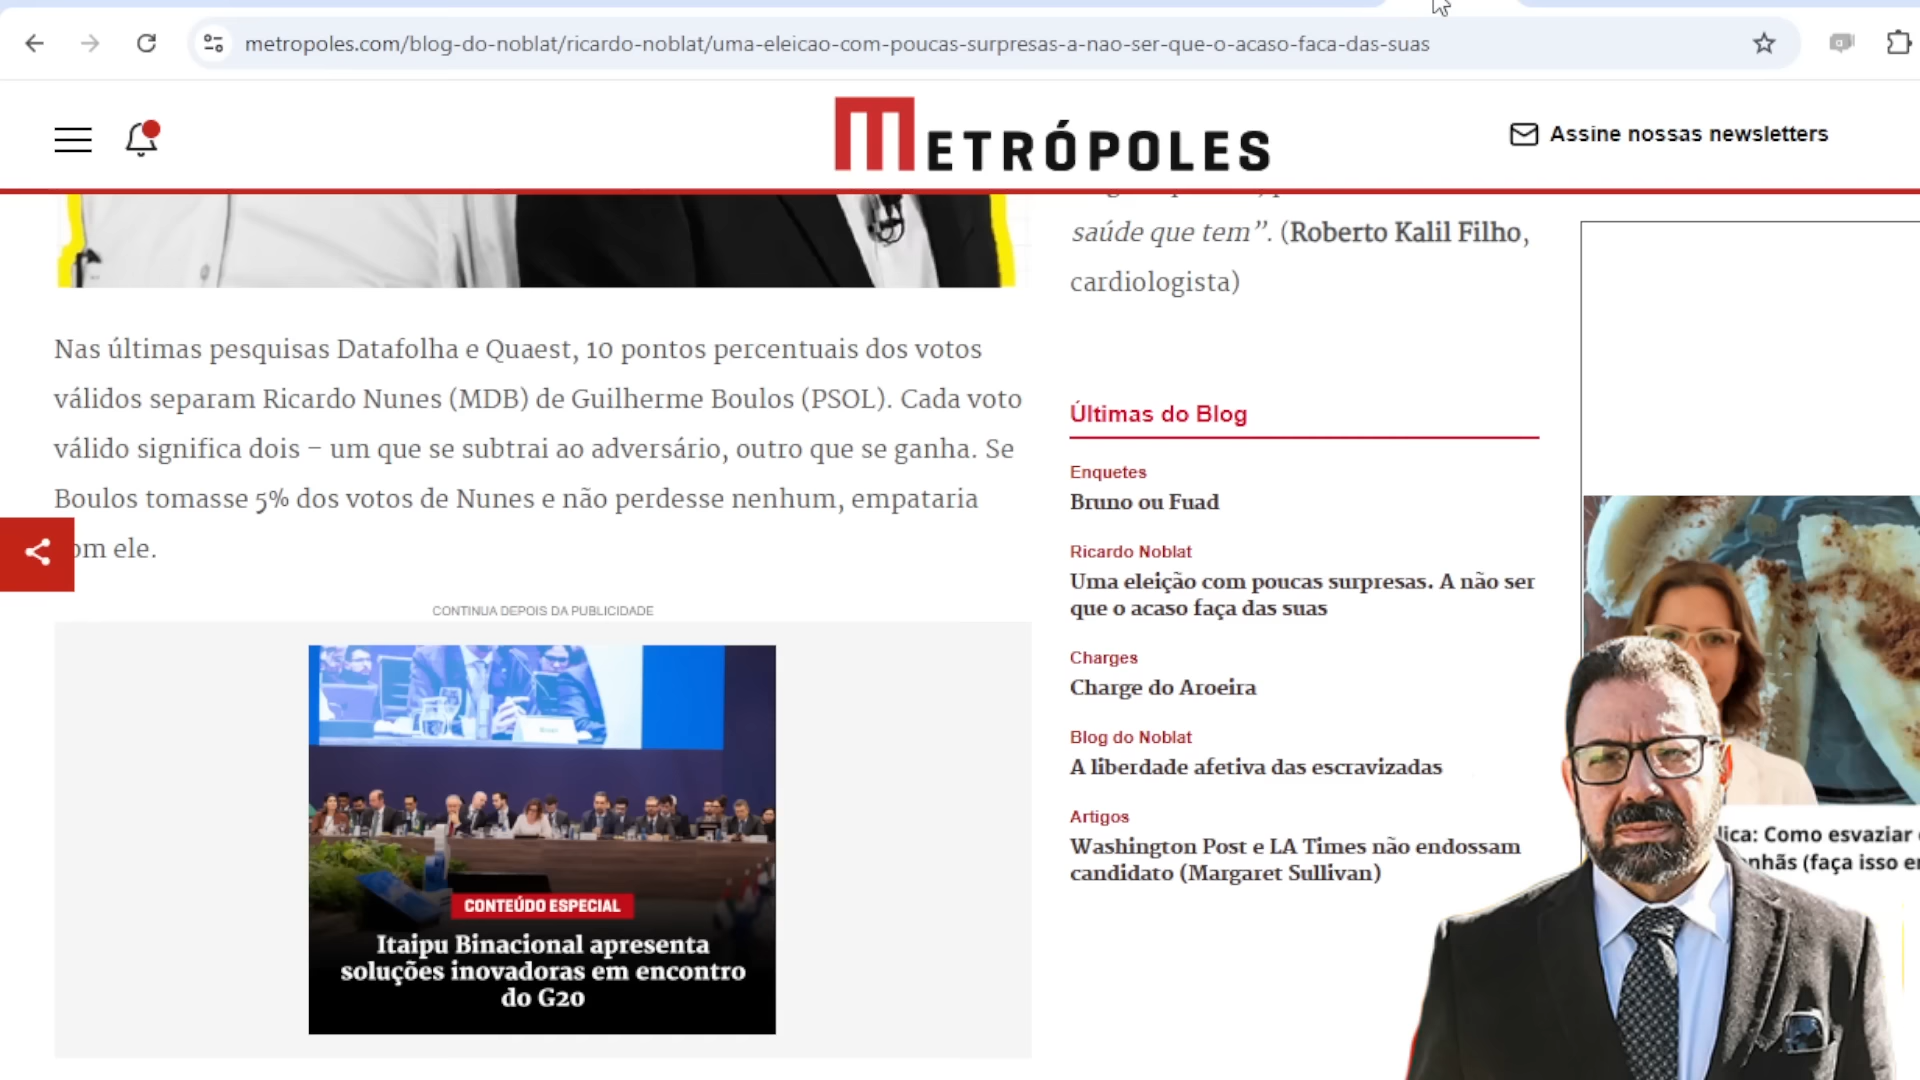 metropoles.com/blog-do-noblat/ricardo-noblat/uma-eleicao-com-poucas-surpresas-a-nao-ser-que-o-acaso-faca-das-suas
METRÓPOLES
Assine nossas newsletters
saúde que tem”. (Roberto Kalil Filho,
cardiologista)
Nas últimas pesquisas Datafolha e Quaest, 10 pontos percentuais dos votos
válidos separam Ricardo Nunes (MDB) de Guilherme Boulos (PSOL). Cada voto
válido significa dois – um que se subtrai ao adversário, outro que se ganha. Se
Boulos tomasse 5% dos votos de Nunes e não perdesse nenhum, empataria
om ele.
CONTINUA DEPOIS DA PUBLICIDADE
CONTEÚDO ESPECIAL
Itaipu Binacional apresenta
soluções inovadoras em encontro
do G20
Últimas do Blog
Enquetes
Bruno ou Fuad
Ricardo Noblat
Uma eleição com poucas surpresas. A não ser
que o acaso faça das suas
Charges
Charge do Aroeira
Blog do Noblat
A liberdade afetiva das escravizadas
Artigos
Washington Post e LA Times não endossam
candidato (Margaret Sullivan)
lica: Como esvaziar
nhãs (faça isso